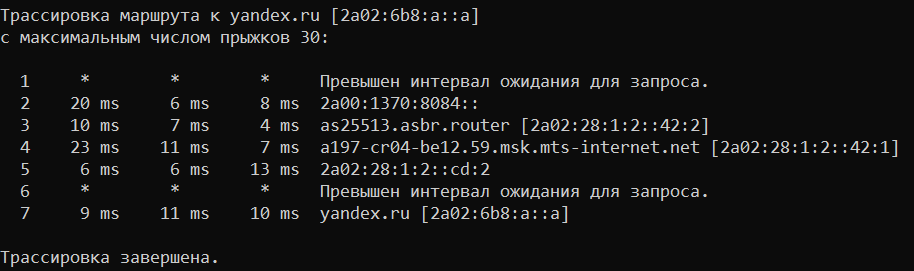 Трассировка маршрута к yandex.ru [2a02:6b8:a::a]
с максимальным числом прыжков 30:
1 * * * Превышен интервал ожидания для запроса.
2 20 ms 6 ms 8 ms 2a00:1370:8084::
3 10 ms 7 ms 4 ms as25513.asbr.router [2a02:28:1:2::42:2]
4 23 ms 11 ms 7 ms a197-cr04-be12.59.msk.mts-internet.net [2a02:28:1:2::42:1]
5 6 ms 6 ms 13 ms 2a02:28:1:2::cd:2
6 * * * Превышен интервал ожидания для запроса.
7 9 ms 11 ms 10 ms yandex.ru [2a02:6b8:a::a]
Трассировка завершена.